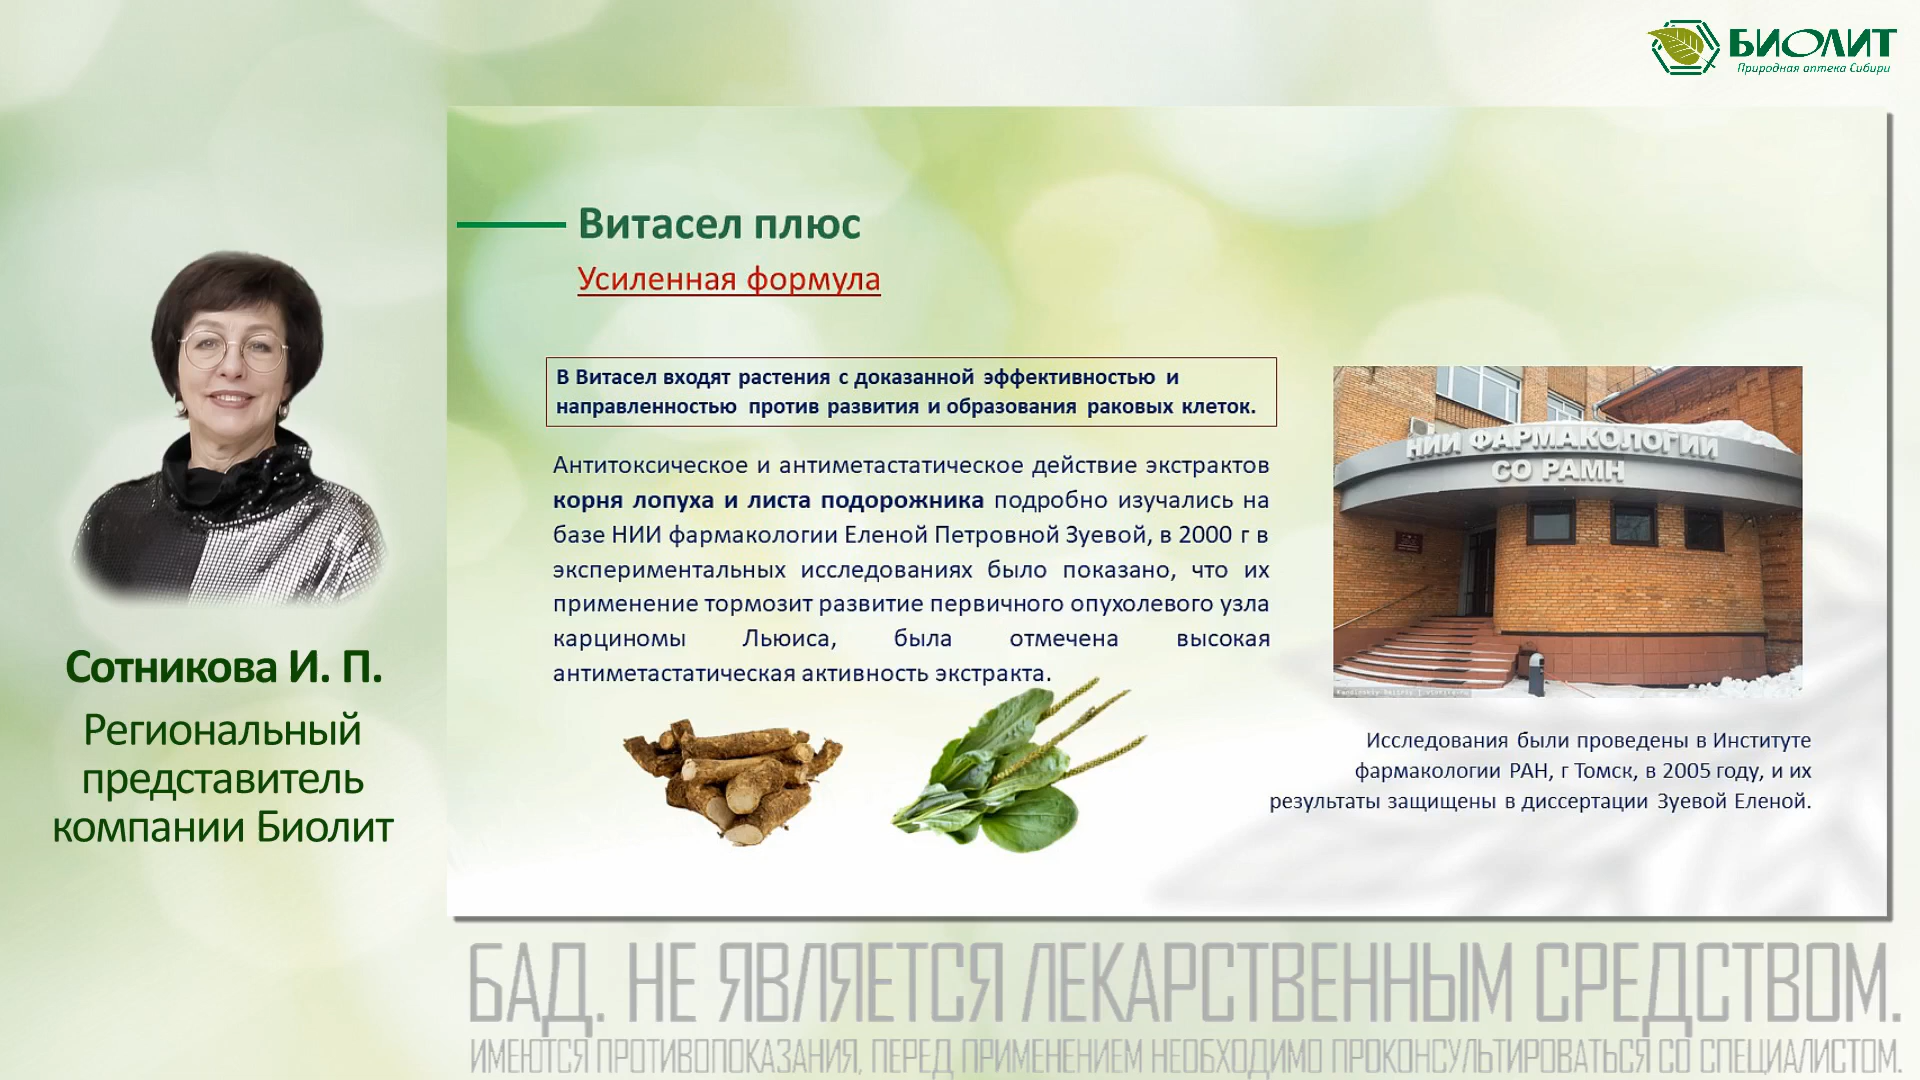 БИОЛИТ
Природная аптека Сибири
Витасел плюс
Усиленная формула
В Витасел входят растения с доказанной эффективностью и
направленностью против развития и образования раковых клеток.
Антитоксическое и антиметастатическое действие экстрактов
корня лопуха и листа подорожника подробно изучались на
базе НИИ фармакологии Еленой Петровной Зуевой, в 2000 г в
экспериментальных исследованиях было показано, что их
применение тормозит развитие первичного опухолевого узла
карциномы Льюиса, была отмечена высокая
антиметастатическая активность экстракта.
НИИ ФАРМАКОЛОГИИ
СО РАМН
Исследования были проведены в Институте
фармакологии РАН, г Томск, в 2005 году, и их
результаты защищены в диссертации Зуевой Еленой.
Сотникова И. П.
Региональный
представитель
компании Биолит
БАД. НЕ ЯВЛЯЕТСЯ ЛЕКАРСТВЕННЫМ СРЕДСТВОМ.
ИМЕЮТСЯ ПРОТИВОПОКАЗАНИЯ, ПЕРЕД ПРИМЕНЕНИЕМ НЕОБХОДИМО ПРОКОНСУЛЬТИРОВАТЬСЯ СО СПЕЦИАЛИСТОМ.